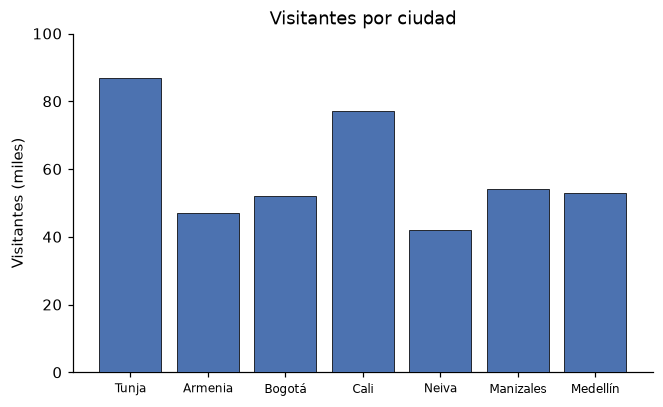 Visitantes por ciudad
Visitantes (miles)
100
80
60
40
20
0
Tunja Armenia Bogotá Cali Neiva Manizales Medellín